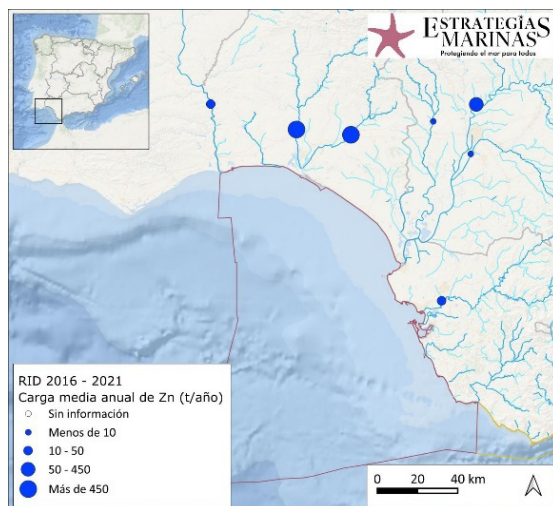 ESTRATEGIAS
MARINAS
Protegiendo el mar para todos
RID 2016 - 2021
Carga media anual de Zn (t/año)
Sin información
Menos de 10
10 - 50
50 - 450
Más de 450
0 20 40 km